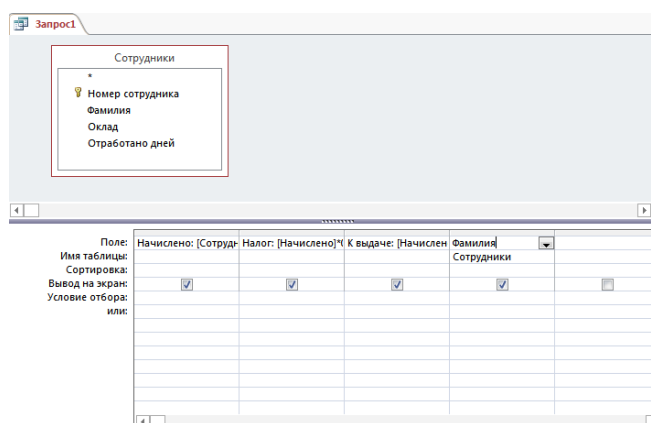 Запрос1
Сотрудники
*
Номер сотрудника
Фамилия
Оклад
Отработано дней
Поле: Начислено: [Сотрудн Налог: [Начислено]*( К выдаче: [Начислен Фамилия
Имя таблицы: Сотрудники
Сортировка:
Вывод на экран:
Условие отбора:
или: